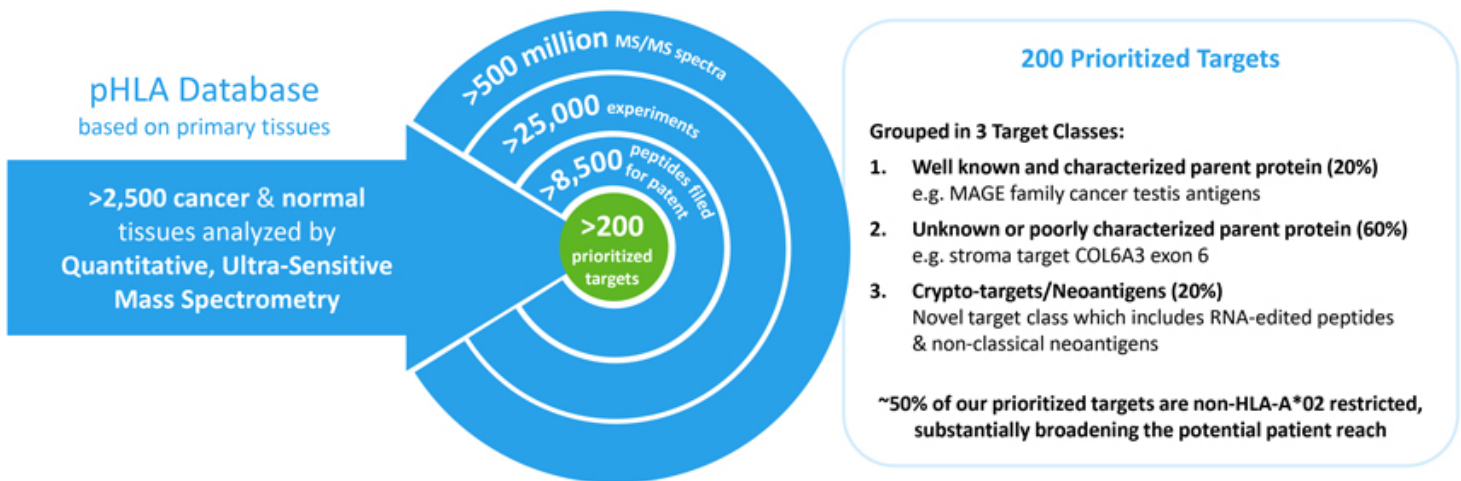 pHLA Database
based on primary tissues
>2,500 cancer & normal
tissues analyzed by
Quantitative, Ultra-Sensitive
Mass Spectrometry
>500 million MS/MS spectra
>25,000 experiments
>8,500 peptides filed
for patent
>200
prioritized
targets
200 Prioritized Targets
Grouped in 3 Target Classes:
1. Well known and characterized parent protein (20%)
e.g. MAGE family cancer testis antigens
2. Unknown or poorly characterized parent protein (60%)
e.g. stroma target COL6A3 exon 6
3. Crypto-targets/Neoantigens (20%)
Novel target class which includes RNA-edited peptides
& non-classical neoantigens
~50% of our prioritized targets are non-HLA-A*02 restricted,
substantially broadening the potential patient reach